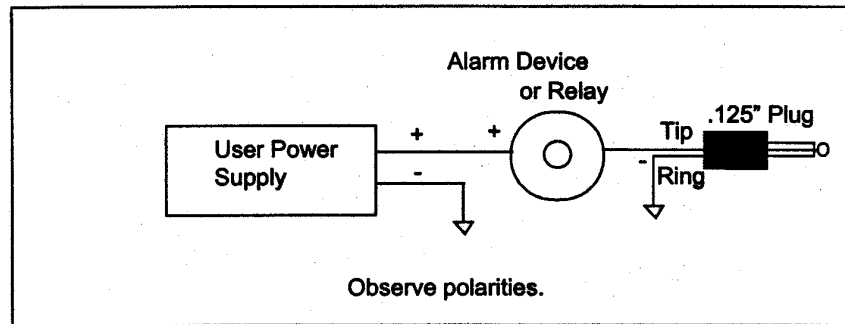 Alarm Device
or Relay
.125" Plug
Tip
+
+
User Power
Supply
-
-
Ring
Observe polarities.